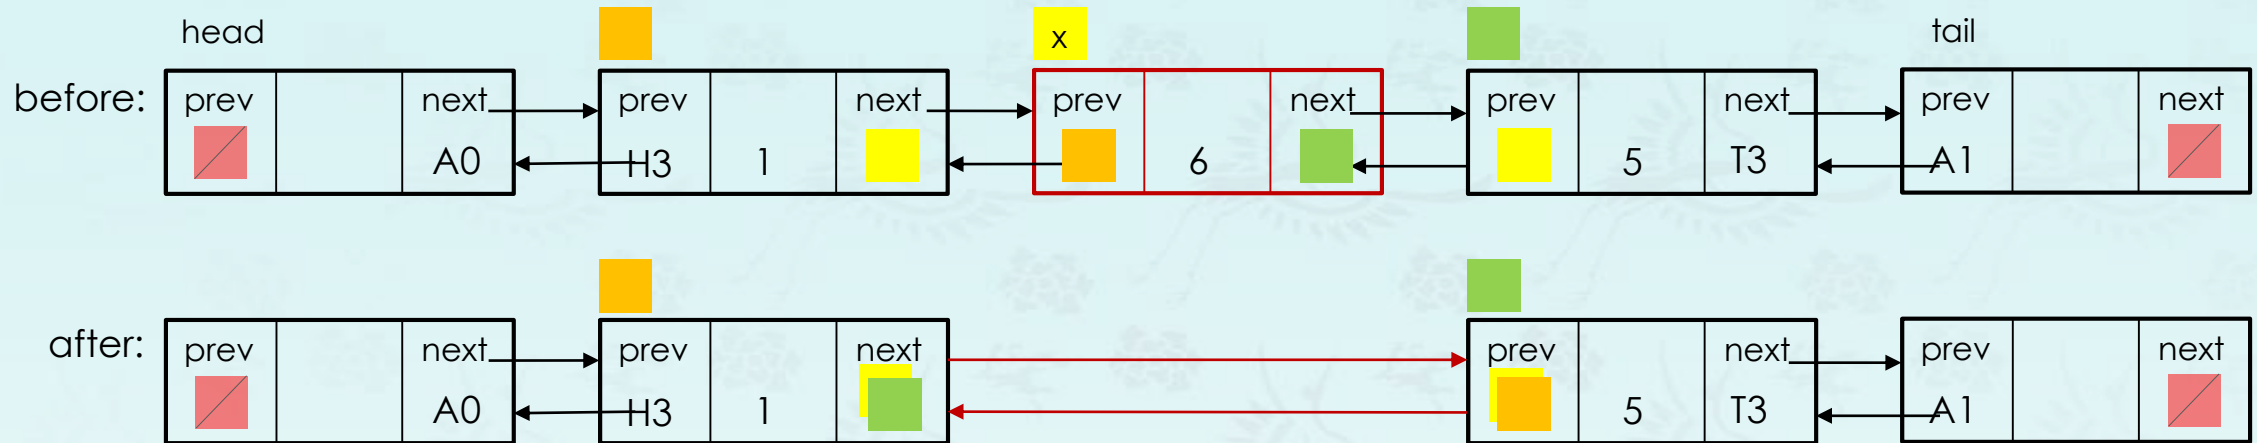 head x tail
before: prev next prev next prev next prev next prev next
A0 H3 1 6 5 T3 A1
after: prev next prev next prev next prev next
A0 H3 1 5 T3 A1